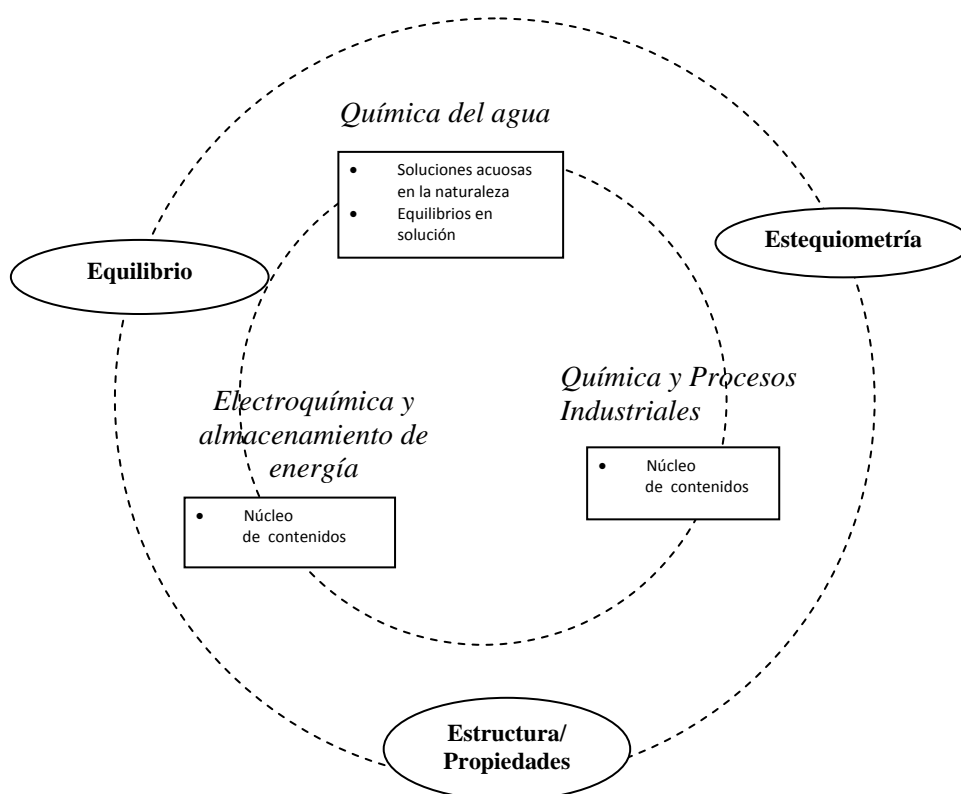 Química del agua
• Soluciones acuosas
en la naturaleza
• Equilibrios en
solución
Equilibrio
Estequiometría
Electroquímica y
almacenamiento de
energía
• Núcleo
de contenidos
Química y Procesos
Industriales
• Núcleo
de contenidos
Estructura/
Propiedades